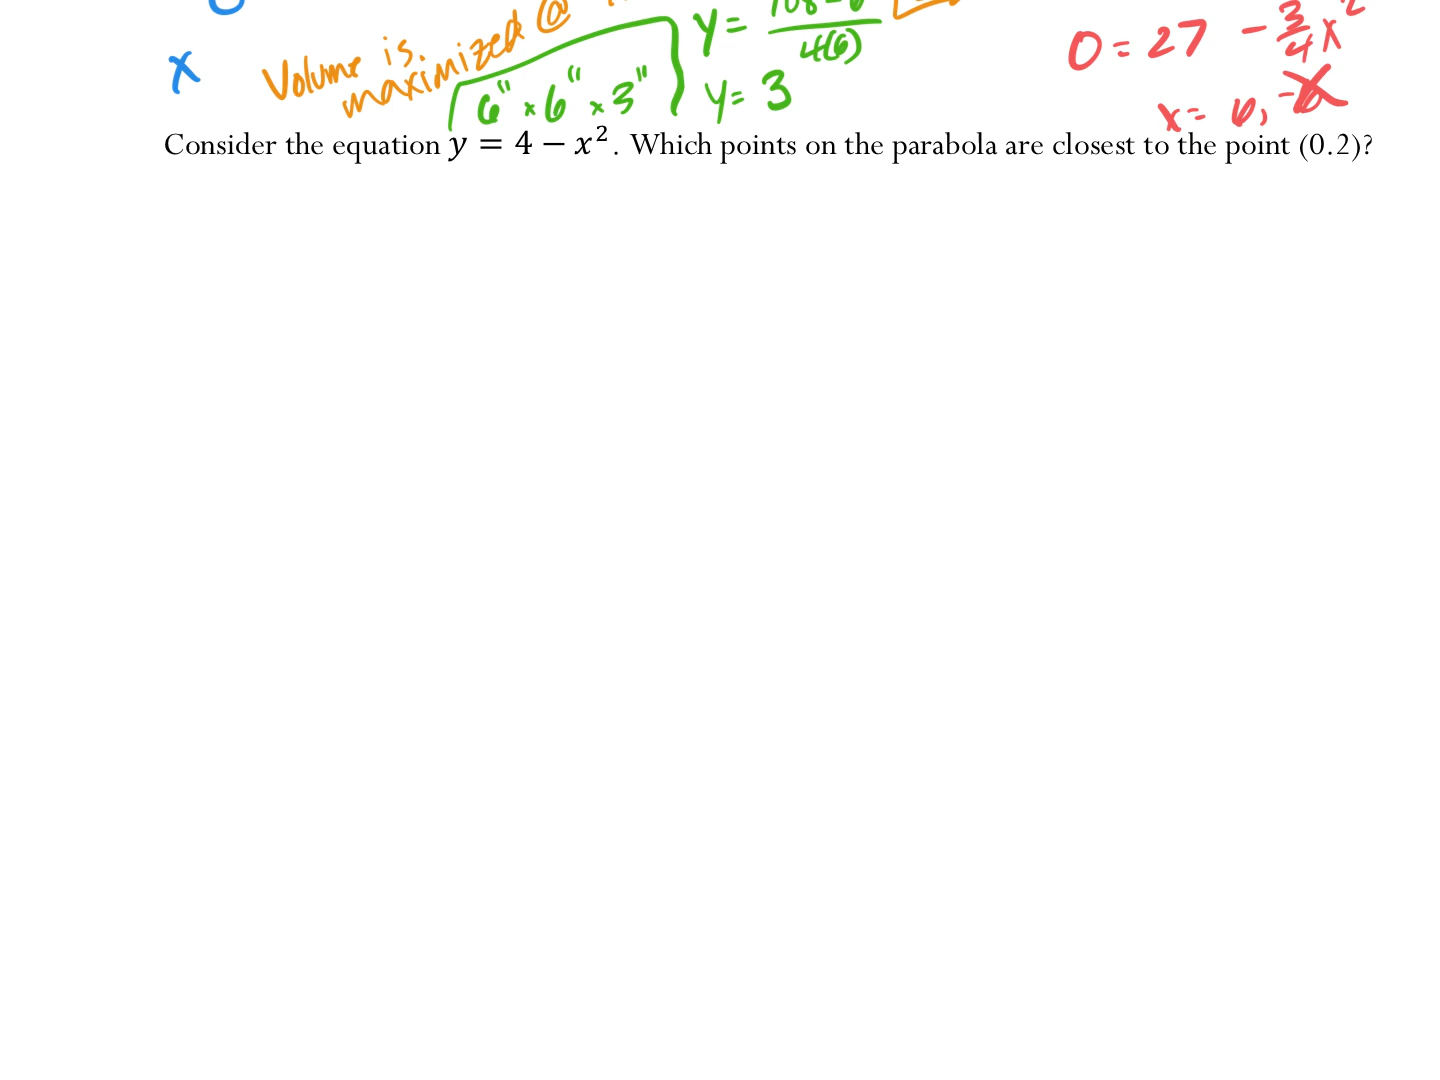 y =
4(6)
0 = 27 - 3/4 x²
x
Volume is
maximized @
6" x 6" x 3"
y = 3
x = 6,
Consider the equation y = 4 − x². Which points on the parabola are closest to the point (0.2)?